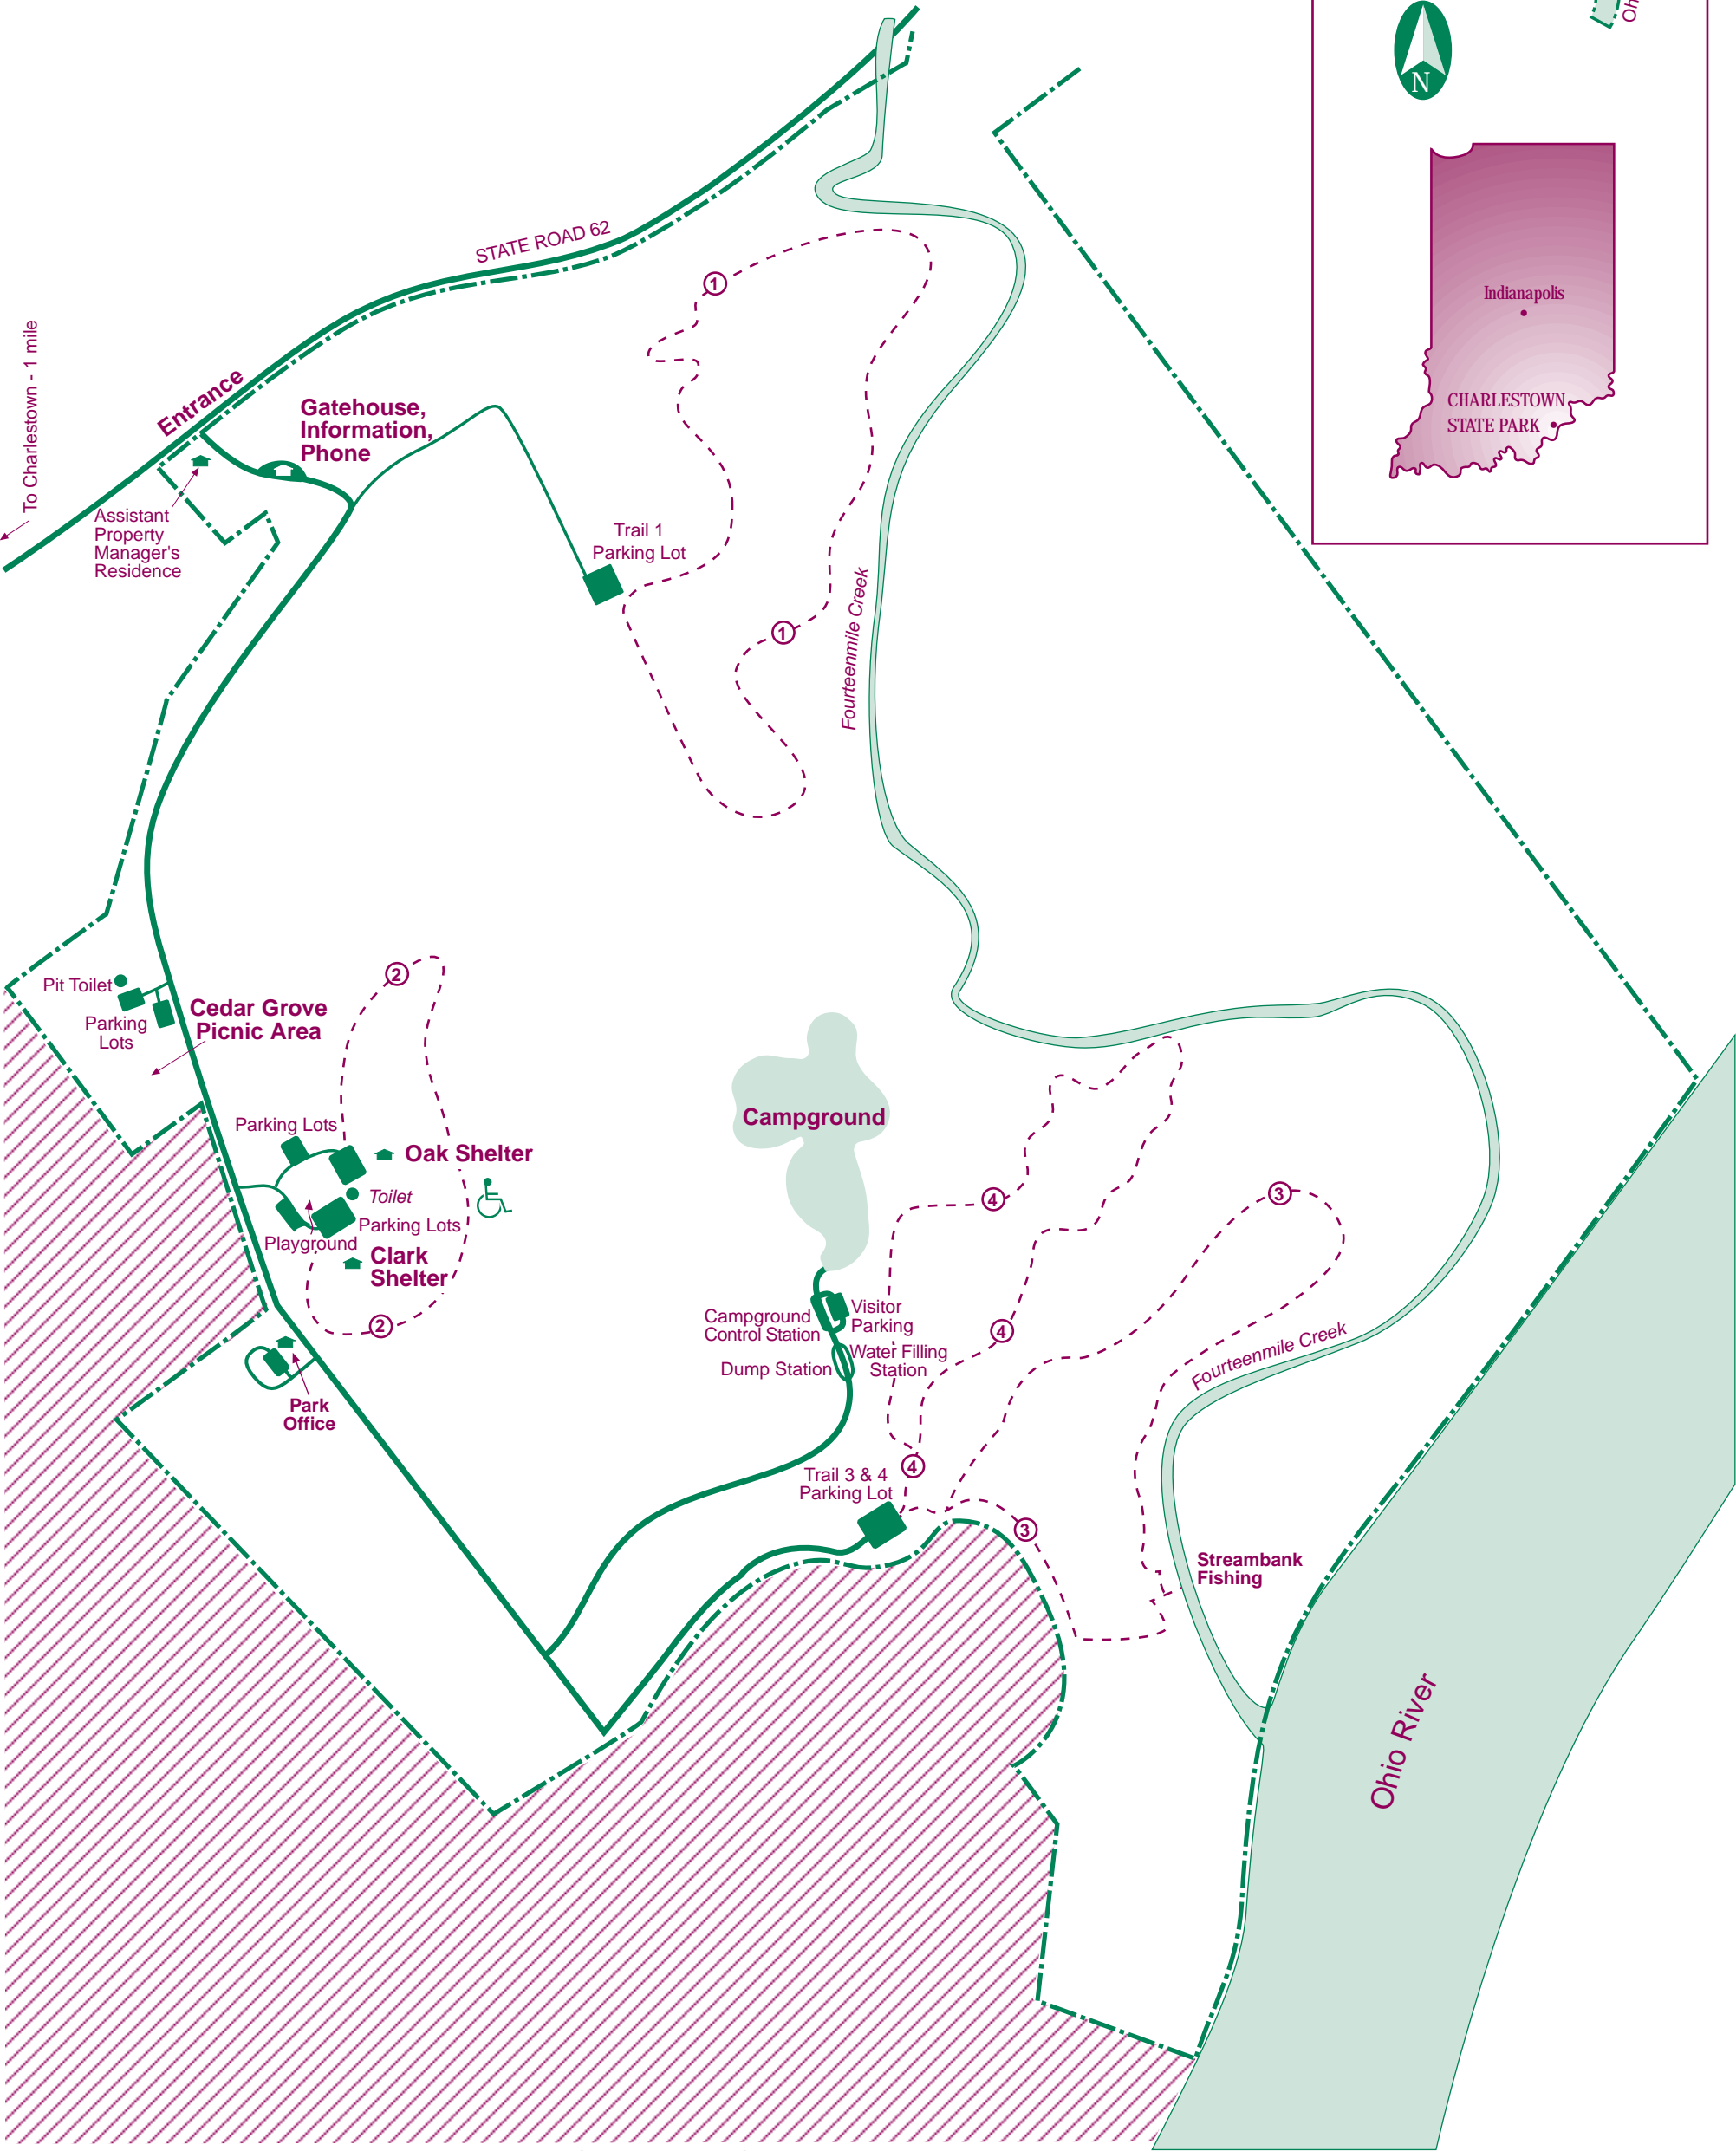 Oh
N
STATE ROAD 62
1
Indianapolis
To Charlestown - 1 mile
Entrance
Gatehouse,
Information,
Phone
CHARLESTOWN
STATE PARK
Assistant
Property
Manager's
Residence
Trail 1
Parking Lot
1
Fourteenmile Creek
2
Pit Toilet
Cedar Grove
Picnic Area
Parking
Lots
Campground
Parking Lots
Oak Shelter
Toilet
Parking Lots
Playground
Clark
Shelter
2
4
3
Campground
Control Station
Visitor
Parking
Dump Station
Water Filling
Station
4
Fourteenmile Creek
Park
Office
4
Trail 3 & 4
Parking Lot
3
Streambank
Fishing
Ohio River